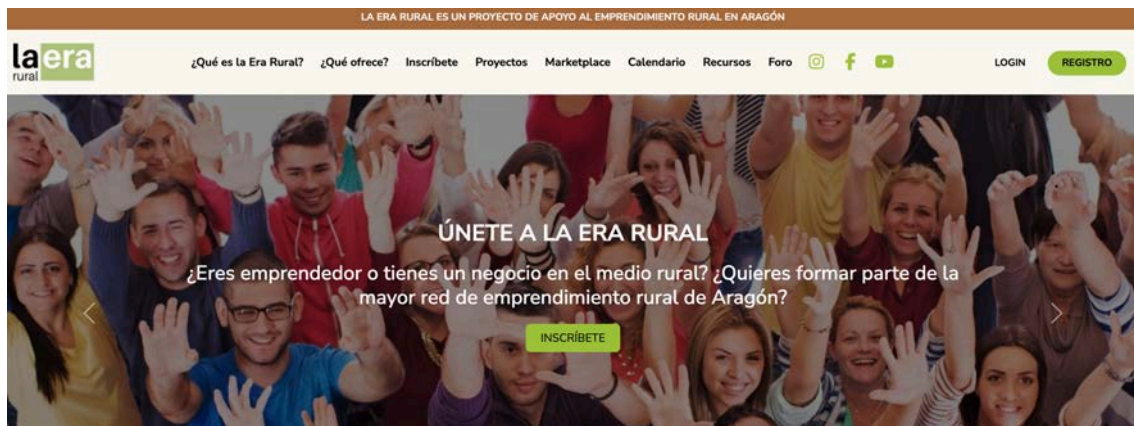 LA ERA RURAL ES UN PROYECTO DE APOYO AL EMPRENDIMIENTO RURAL EN ARAGÓN
la era
rural
¿Qué es la Era Rural? ¿Qué ofrece? Inscríbete Proyectos Marketplace Calendario Recursos Foro LOGIN REGISTRO
ÚNETE A LA ERA RURAL
¿Eres emprendedor o tienes un negocio en el medio rural? ¿Quieres formar parte de la
mayor red de emprendimiento rural de Aragón?
INSCRÍBETE